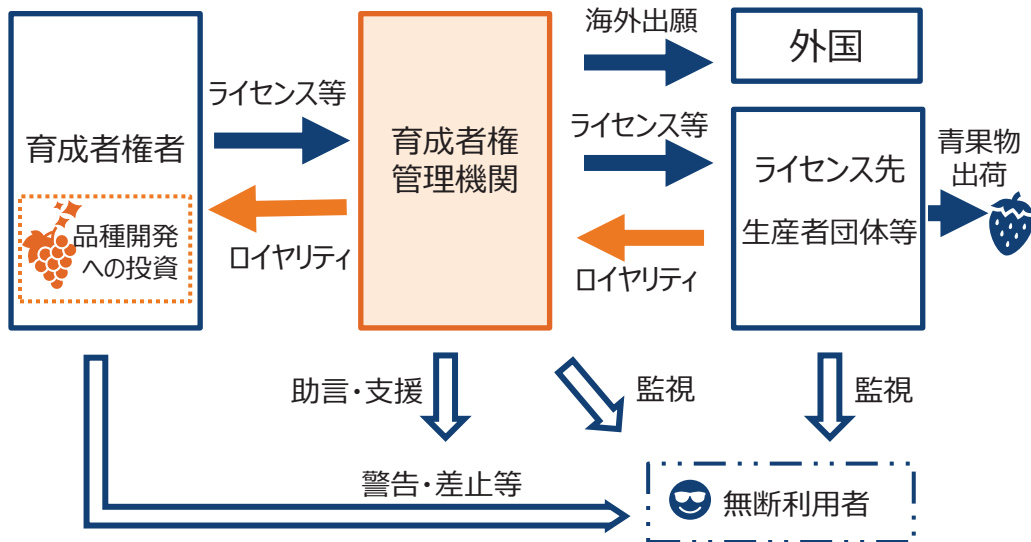 海外出願
外国
ライセンス等
育成者権者
育成者権
管理機関
ライセンス等
ライセンス先
生産者団体等
青果物
出荷
品種開発
への投資
ロイヤリティ
ロイヤリティ
助言・支援
監視
監視
警告・差止等
無断利用者